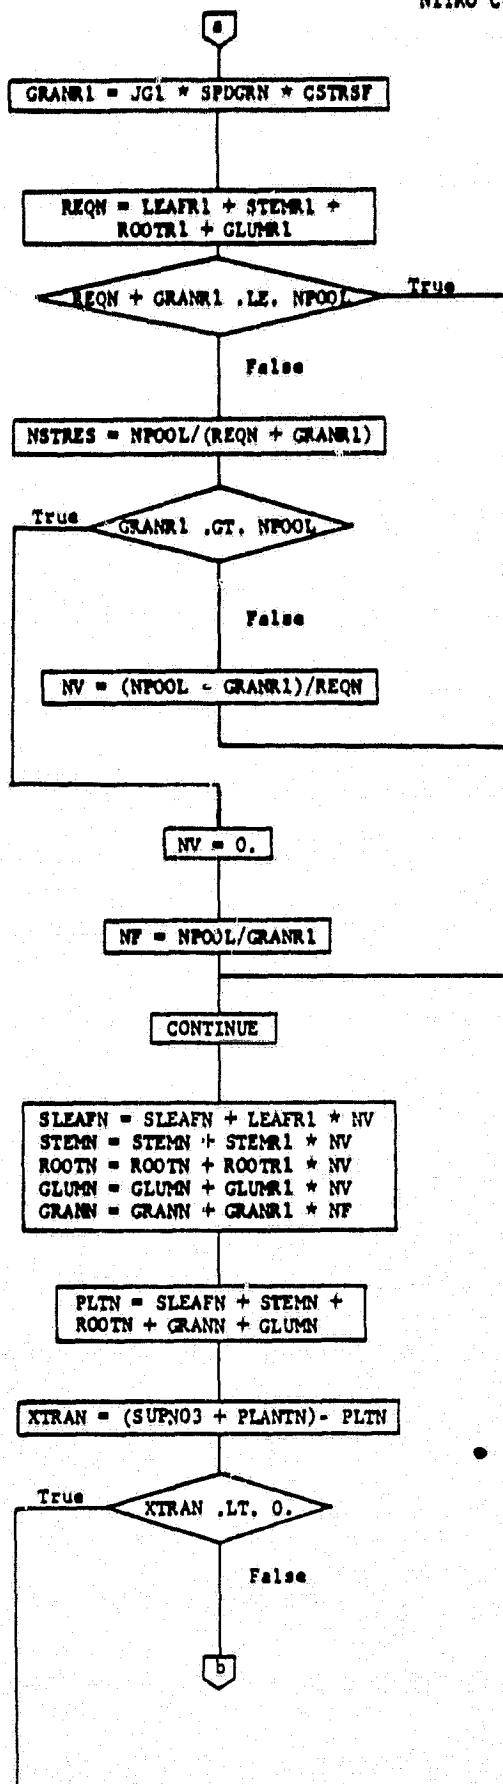 NITRO C
a
GRANR1 = JG1 * SPDGRN * CSTRSF
REQN = LEAFR1 + STEMR1 +
ROOTR1 + GLUMR1
REQN + GRANR1 .LE. NPOOL
True
False
NSTRES = NPOOL/(REQN + GRANR1)
True
GRANR1 .GT. NPOOL
False
NV = (NPOOL - GRANR1)/REQN
NV = 0.
NF = NPOOL/GRANR1
CONTINUE
SLEAFN = SLEAFN + LEAFR1 * NV
STEMN = STEMN + STEMR1 * NV
ROOTN = ROOTN + ROOTR1 * NV
GLUMN = GLUMN + GLUMR1 * NV
GRANN = GRANN + GRANR1 * NF
PLTN = SLEAFN + STEMN +
ROOTN + GRANN + GLUMN
XTRAN = (SUPNO3 + PLANTN)- PLTN
True
XTRAN .LT. 0.
False
b